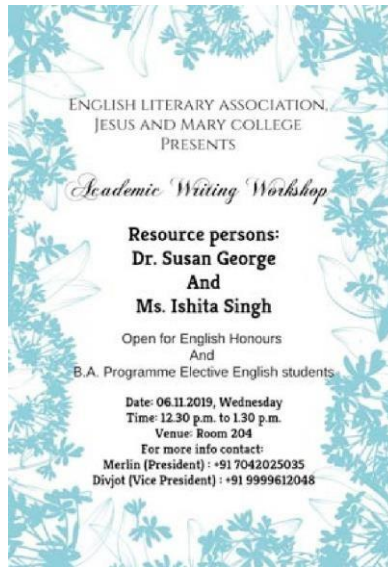 ENGLISH LITERARY ASSOCIATION,
JESUS AND MARY COLLEGE
PRESENTS
Academic Writing Workshop
Resource persons:
Dr. Susan George
And
Ms. Ishita Singh
Open for English Honours
And
B.A. Programme Elective English students
Date: 06.11.2019, Wednesday
Time: 12.30 p.m. to 1.30 p.m.
Venue: Room 204
For more info contact:
Merlin (President) : +91 7042025035
Divjot (Vice President) : +91 9999612048